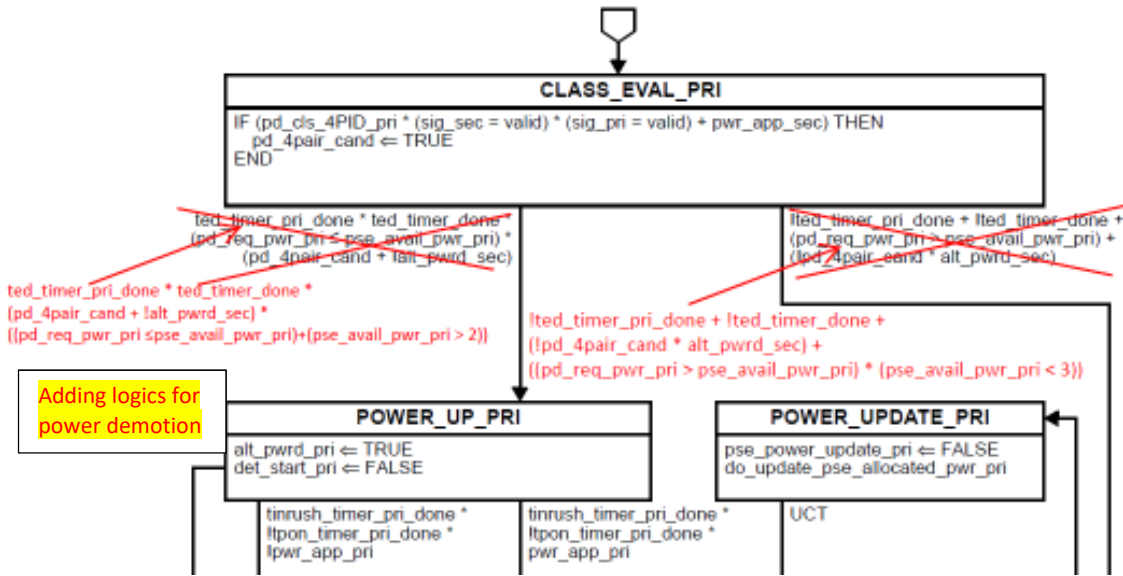 CLASS_EVAL_PRI
IF (pd_cls_4PID_pri * (sig_sec = valid) * (sig_pri = valid) + pwr_app_sec) THEN
pd_4pair_cand ⇐ TRUE
END
ted_timer_pri_done * ted_timer_done *
(pd_req_pwr_pri ≤ pse_avail_pwr_pri) *
(pd_4pair_cand + !alt_pwrd_sec)
!ted_timer_pri_done + !ted_timer_done +
(pd_req_pwr_pri > pse_avail_pwr_pri) +
(!pd_4pair_cand * alt_pwrd_sec)
ted_timer_pri_done * ted_timer_done *
(pd_4pair_cand + !alt_pwrd_sec) *
((pd_req_pwr_pri ≤pse_avail_pwr_pri)+(pse_avail_pwr_pri > 2))
!ted_timer_pri_done + !ted_timer_done +
(!pd_4pair_cand * alt_pwrd_sec) +
((pd_req_pwr_pri > pse_avail_pwr_pri) * (pse_avail_pwr_pri < 3))
Adding logics for
power demotion
POWER_UP_PRI
alt_pwrd_pri ⇐ TRUE
det_start_pri ⇐ FALSE
POWER_UPDATE_PRI
pse_power_update_pri ⇐ FALSE
do_update_pse_allocated_pwr_pri
tinrush_timer_pri_done *
!tpon_timer_pri_done *
!pwr_app_pri
tinrush_timer_pri_done *
!tpon_timer_pri_done *
pwr_app_pri
UCT